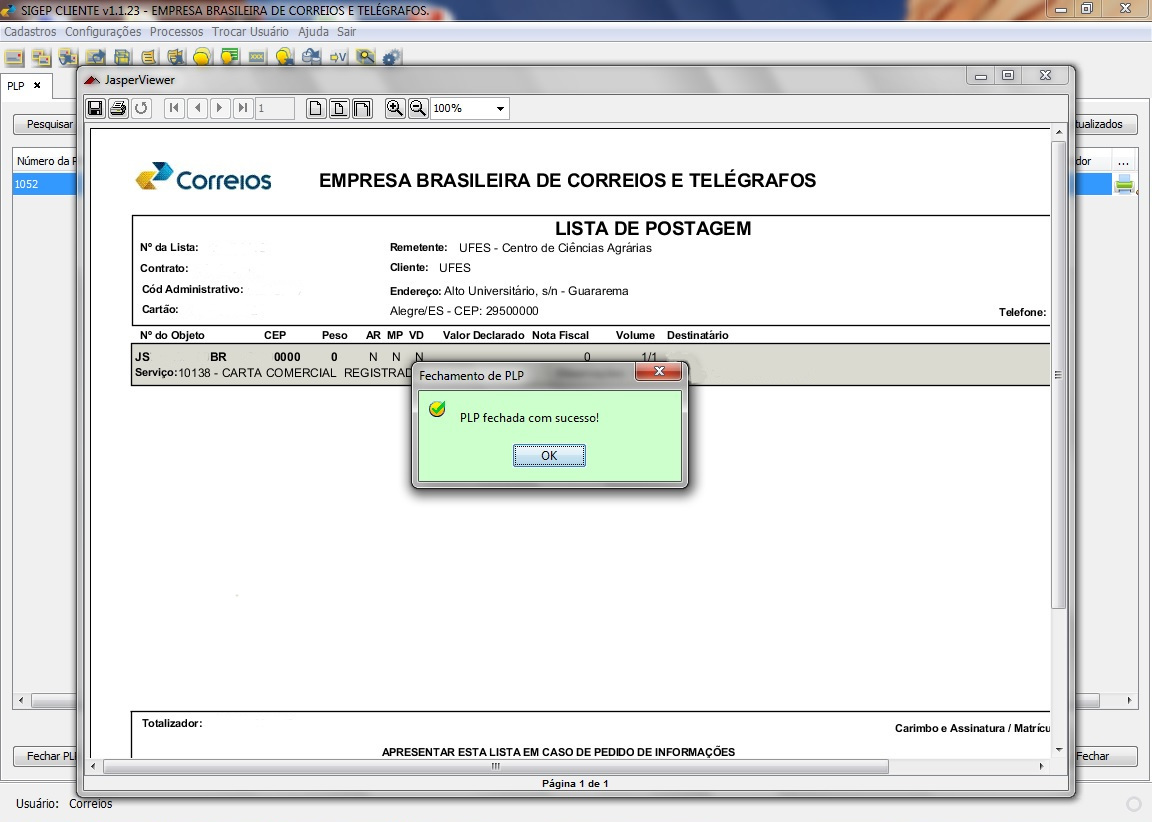 SIGEP CLIENTE v1.1.23 - EMPRESA BRASILEIRA DE CORREIOS E TELÉGRAFOS.
Cadastros Configurações Processos Trocar Usuário Ajuda Sair
PLP
JasperViewer
1
100%
Pesquisar
tualizados
Número da P
dor ...
1052
Correios
EMPRESA BRASILEIRA DE CORREIOS E TELÉGRAFOS
LISTA DE POSTAGEM
Nº da Lista:
Remetente: UFES - Centro de Ciências Agrárias
Contrato:
Cliente: UFES
Cód Administrativo:
Endereço: Alto Universitário, s/n - Guararema
Cartão:
Alegre/ES - CEP: 29500000
Telefone:
Nº do Objeto CEP Peso AR MP VD Valor Declarado Nota Fiscal Volume Destinatário
JS BR 0000 0 N N N 0 1/1
Serviço:10138 - CARTA COMERCIAL REGISTRAD
Fechamento de PLP
PLP fechada com sucesso!
OK
Totalizador:
Carimbo e Assinatura / Matrícu
APRESENTAR ESTA LISTA EM CASO DE PEDIDO DE INFORMAÇÕES
Fechar PL
Fechar
Página 1 de 1
Usuário: Correios